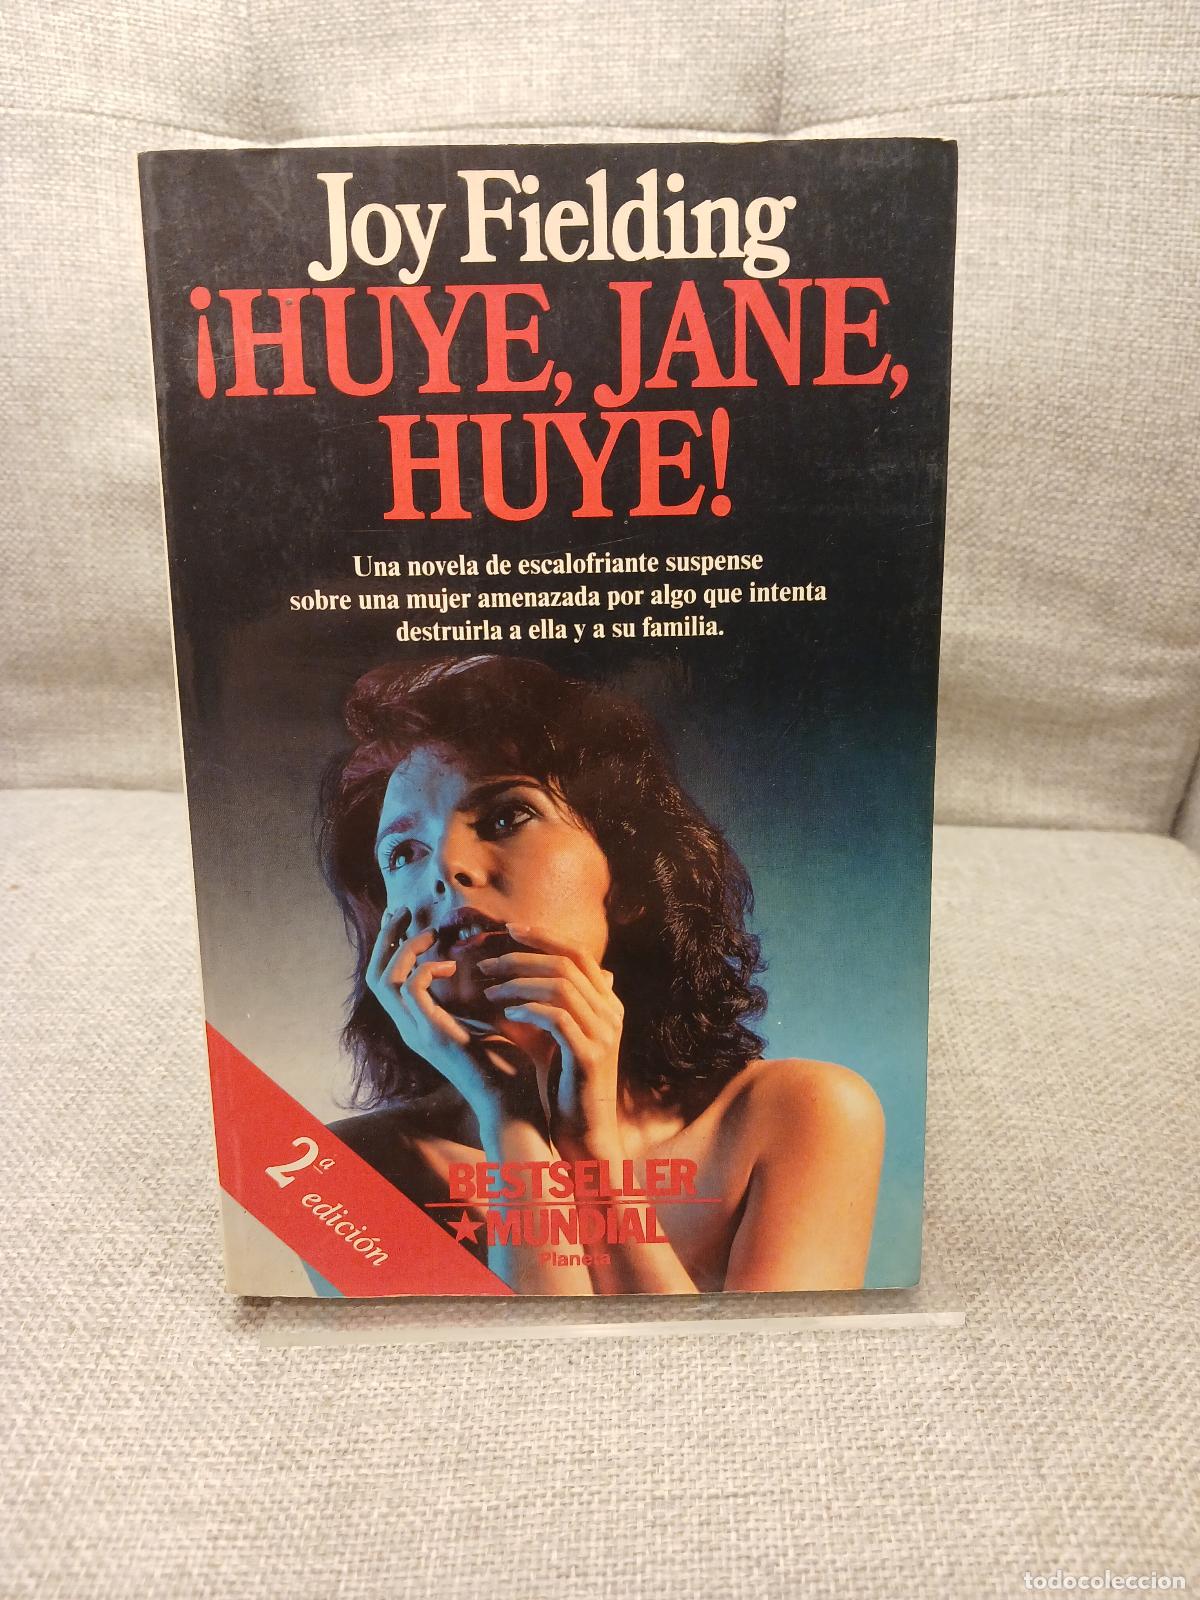 Joy Fielding
¡HUYE, JANE,
HUYE!
Una novela de escalofriante suspense
sobre una mujer amenazada por algo que intenta
destruirla a ella y a su familia.
2ª
edición
BESTSELLER
★MUNDIAL
Planeta
todocoleccion